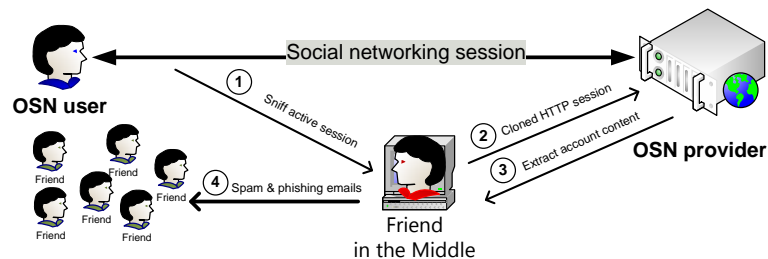 Social networking session
OSN user
1
Sniff active session
2 Cloned HTTP session
3 Extract account content
OSN provider
Friend
Friend
Friend
Friend
Friend
Friend
4 Spam & phishing emails
Friend
in the Middle